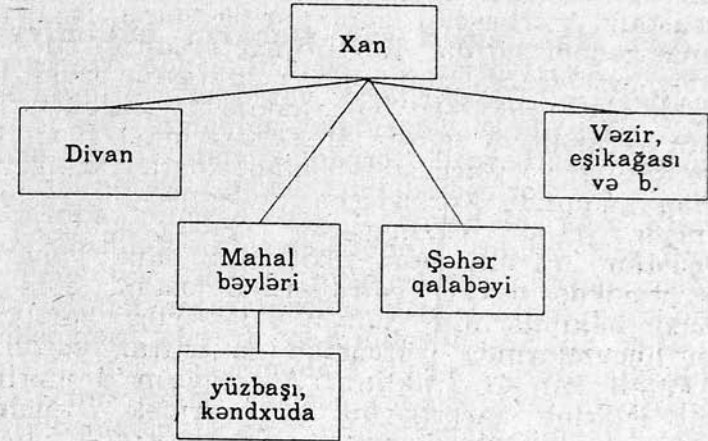 Xan
Divan
Vəzir,
eşikağası
və b.
Mahal
bəyləri
Şəhər
qalabəyi
yüzbaşı,
kəndxuda